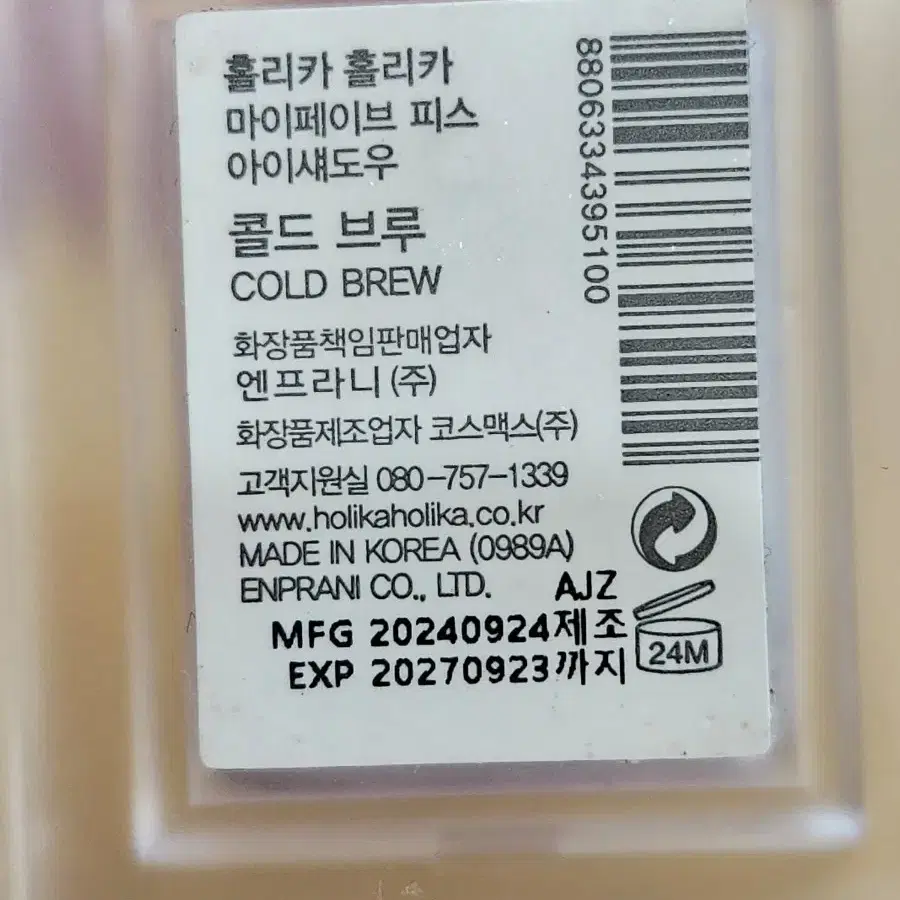 홀리카 홀리카
마이페이브 피스
아이섀도우
콜드 브루
COLD BREW
화장품책임판매업자
엔프라니 (주)
화장품제조업자 코스맥스(주)
고객지원실 080-757-1339
www.holikaholika.co.kr
MADE IN KOREA (0989A)
ENPRANI CO., LTD. AJZ
MFG 20240924제조
EXP 20270923까지
24M
8806334395100